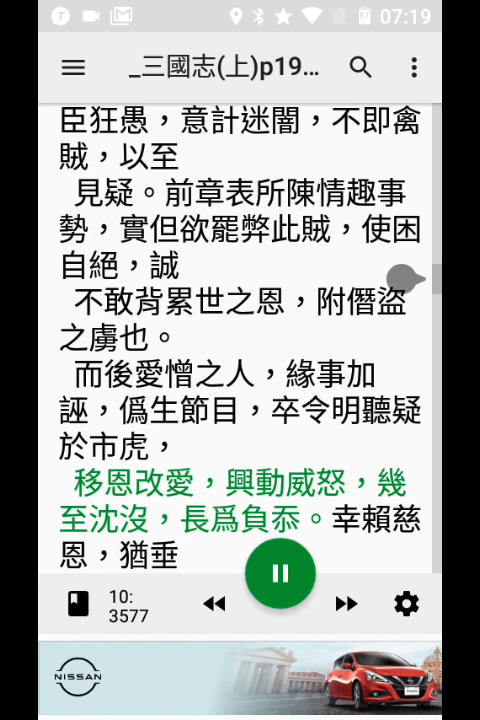 07:19
_三國志(上)p19...
臣狂愚，意計迷闇，不即禽
賊，以至
見疑。前章表所陳情趣事
勢，實但欲罷弊此賊，使困
自絕，誠
不敢背累世之恩，附僭盜
之虜也。
而後愛憎之人，緣事加
誣，僞生節目，卒令明聽疑
於市虎，
移恩改愛，興動威怒，幾
至沈沒，長爲負忝。幸賴慈
恩，猶垂
10:
3577
NISSAN